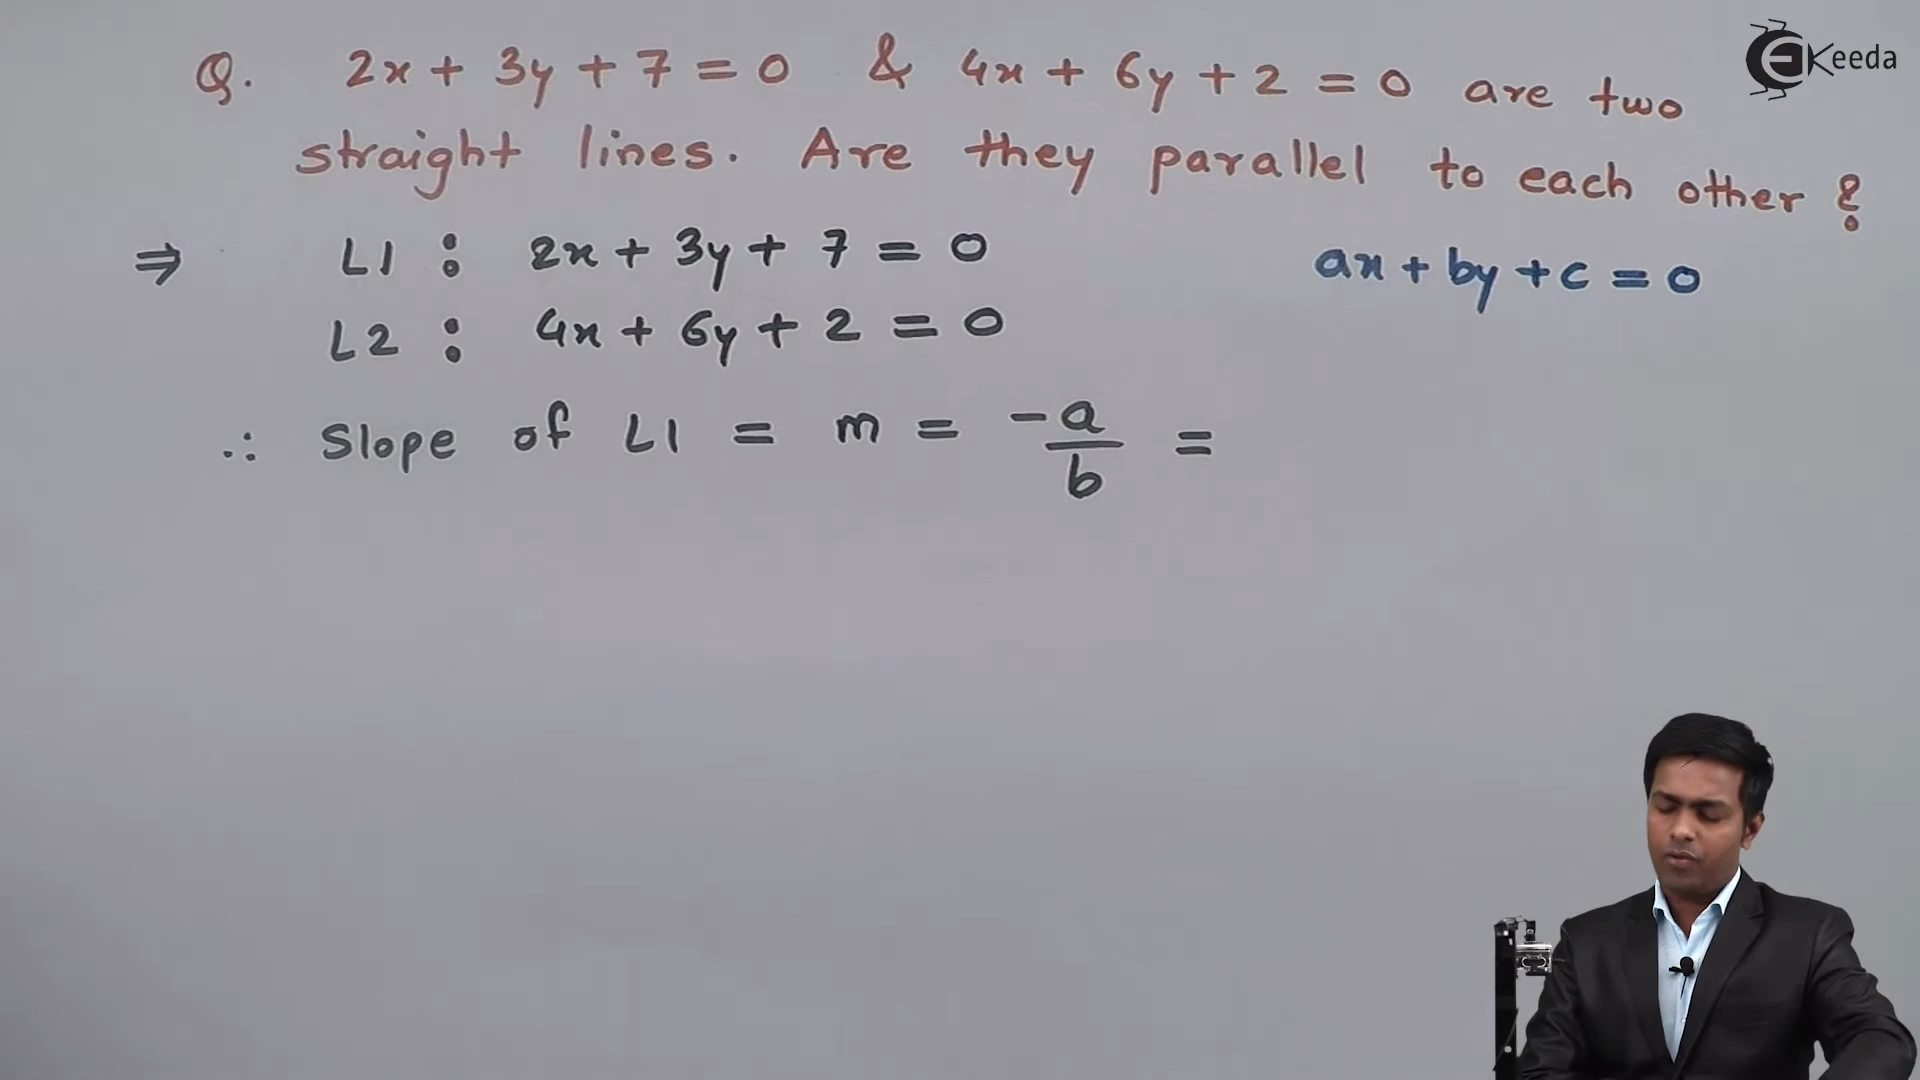 Keeda
Q. 2x + 3y + 7 = 0 & 4x + 6y + 2 = 0 are two
straight lines. Are they parallel to each other ?
⇒ L1 : 2x + 3y + 7 = 0
ax + by + c = 0
L2 : 4x + 6y + 2 = 0
∴ Slope of L1 = m = -a/b =